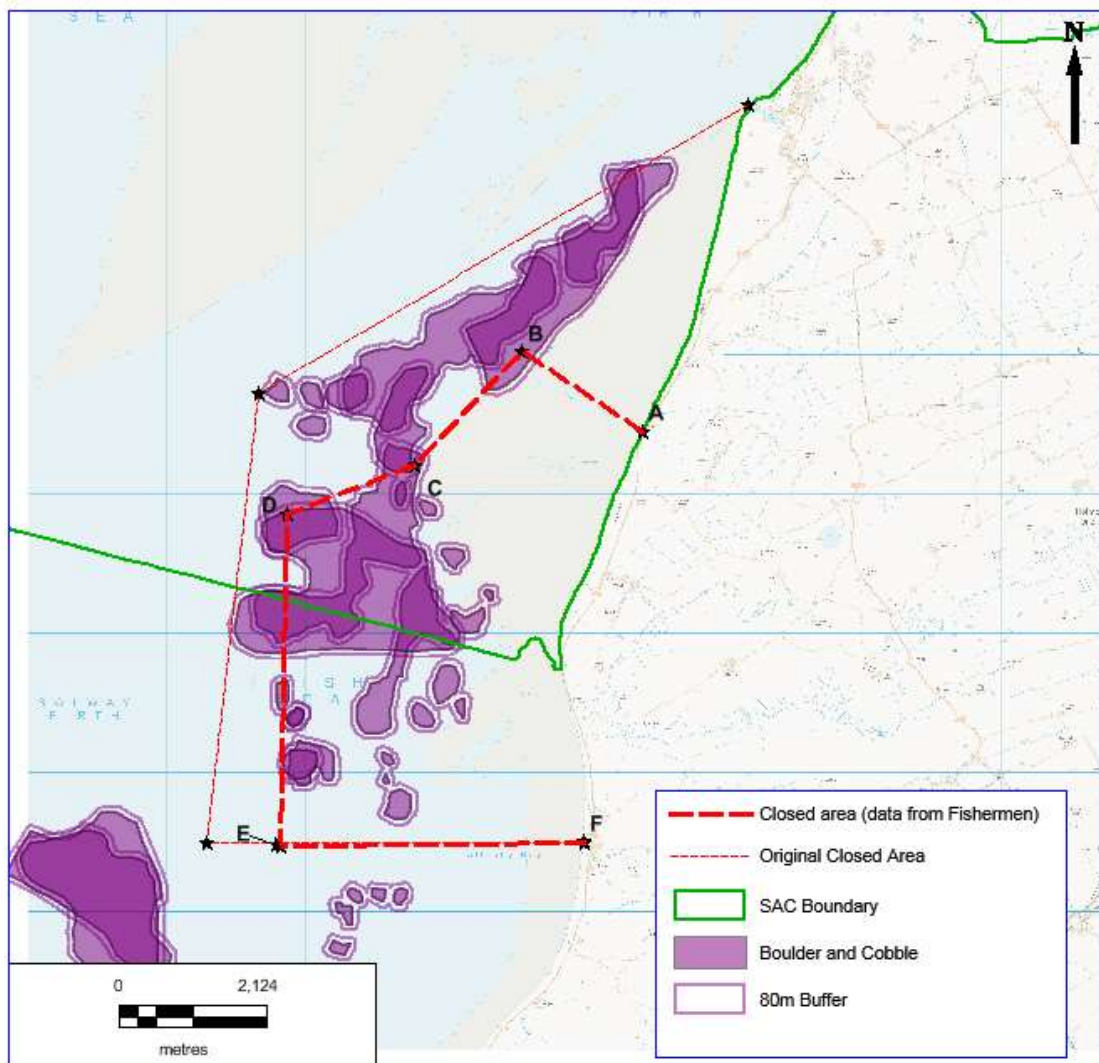 S E A
N
B
A
C
D
SOLWAY
FIRTH
E
F
Closed area (data from Fishermen)
Original Closed Area
SAC Boundary
Boulder and Cobble
80m Buffer
0 2,124
metres